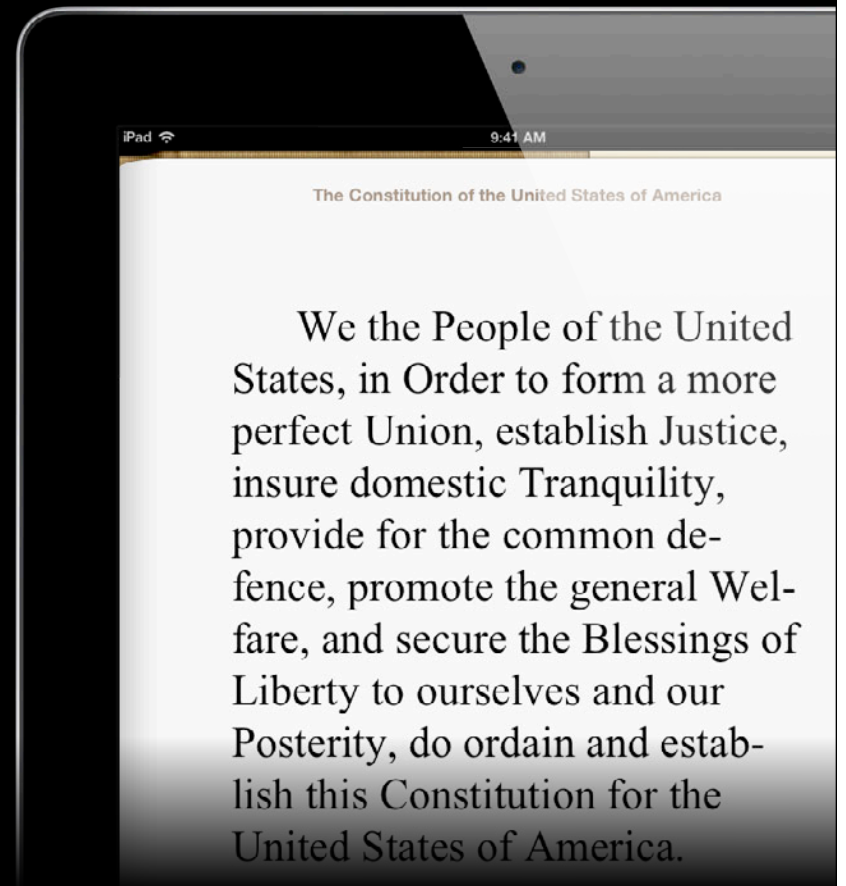 iPad
9:41 AM
The Constitution of the United States of America
We the People of the United
States, in Order to form a more
perfect Union, establish Justice,
insure domestic Tranquility,
provide for the common de-
fence, promote the general Wel-
fare, and secure the Blessings of
Liberty to ourselves and our
Posterity, do ordain and estab-
lish this Constitution for the
United States of America.